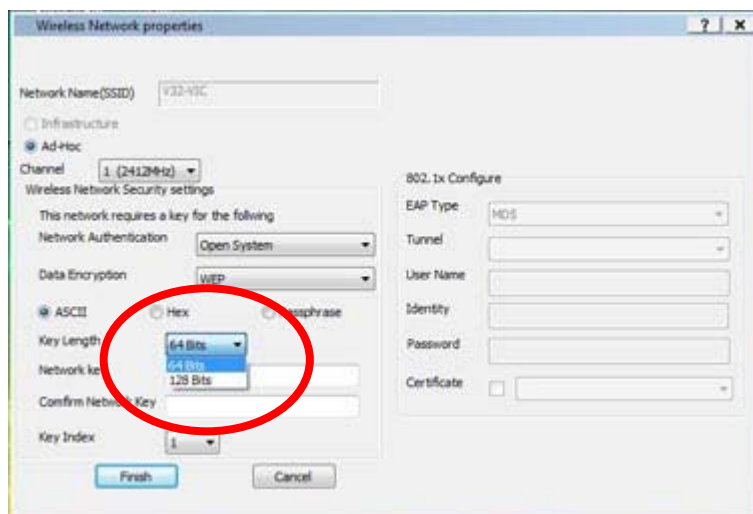 Wireless Network properties
? x
Network Name(SSID) V32-VIC
Infrastructure
Ad-Hoc
Channel 1 (2412MHz)
Wireless Network Security settings
This network requires a key for the follwing
Network Authentication Open System
Data Encryption WEP
ASCII Hex Passphrase
Key Length 64 Bits
64 Bits
Network ke
128 Bits
Comfirm Network Key
Key Index 1
Finish Cancel
802.1x Configure
EAP Type MD5
Tunnel
User Name
Identity
Password
Certificate